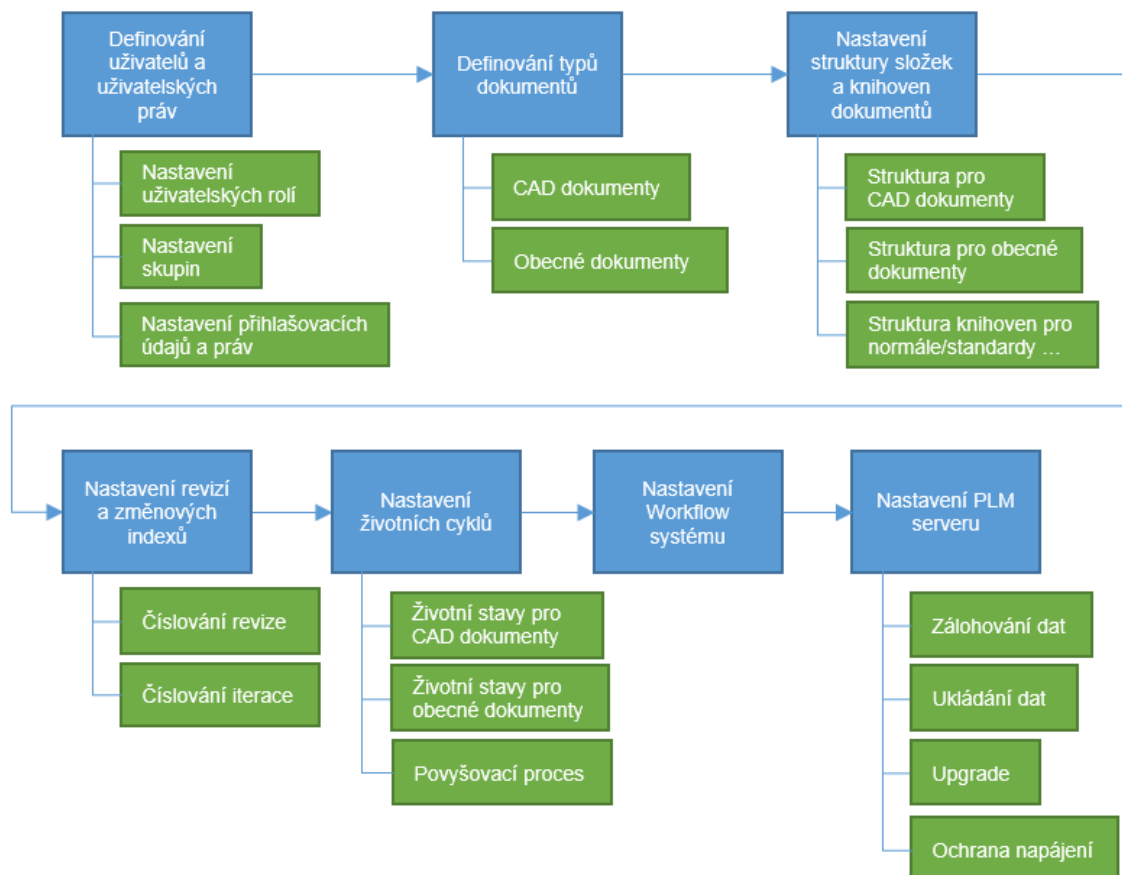 Definování
uživatelů a
uživatelských
práv
Nastavení
uživatelských rolí
Nastavení
skupin
Nastavení přihlašovacích
údajů a práv
Definování typů
dokumentů
CAD dokumenty
Obecné dokumenty
Nastavení
struktury složek
a knihoven
dokumentů
Struktura pro
CAD dokumenty
Struktura pro obecné
dokumenty
Struktura knihoven pro
normále/standardy ...
Nastavení revizí
a změnových
indexů
Číslování revize
Číslování iterace
Nastavení
životních cyklů
Životní stavy pro
CAD dokumenty
Životní stavy pro
obecné dokumenty
Povyšovací proces
Nastavení
Workflow
systému
Nastavení PLM
serveru
Zálohování dat
Ukládání dat
Upgrade
Ochrana napájení